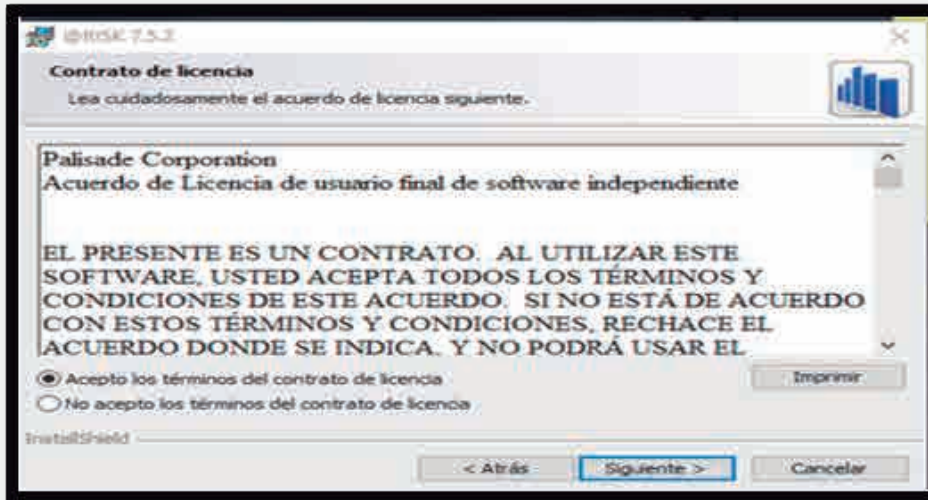 @RISK 7.5.2
Contrato de licencia
Lea cuidadosamente el acuerdo de licencia siguiente.
Palisade Corporation
Acuerdo de Licencia de usuario final de software independiente
EL PRESENTE ES UN CONTRATO. AL UTILIZAR ESTE
SOFTWARE, USTED ACEPTA TODOS LOS TÉRMINOS Y
CONDICIONES DE ESTE ACUERDO. SI NO ESTÁ DE ACUERDO
CON ESTOS TÉRMINOS Y CONDICIONES, RECHACE EL
ACUERDO DONDE SE INDICA, Y NO PODRÁ USAR EL
Acepto los términos del contrato de licencia
Imprimir
No acepto los términos del contrato de licencia
InstallShield
< Atrás
Siguiente >
Cancelar